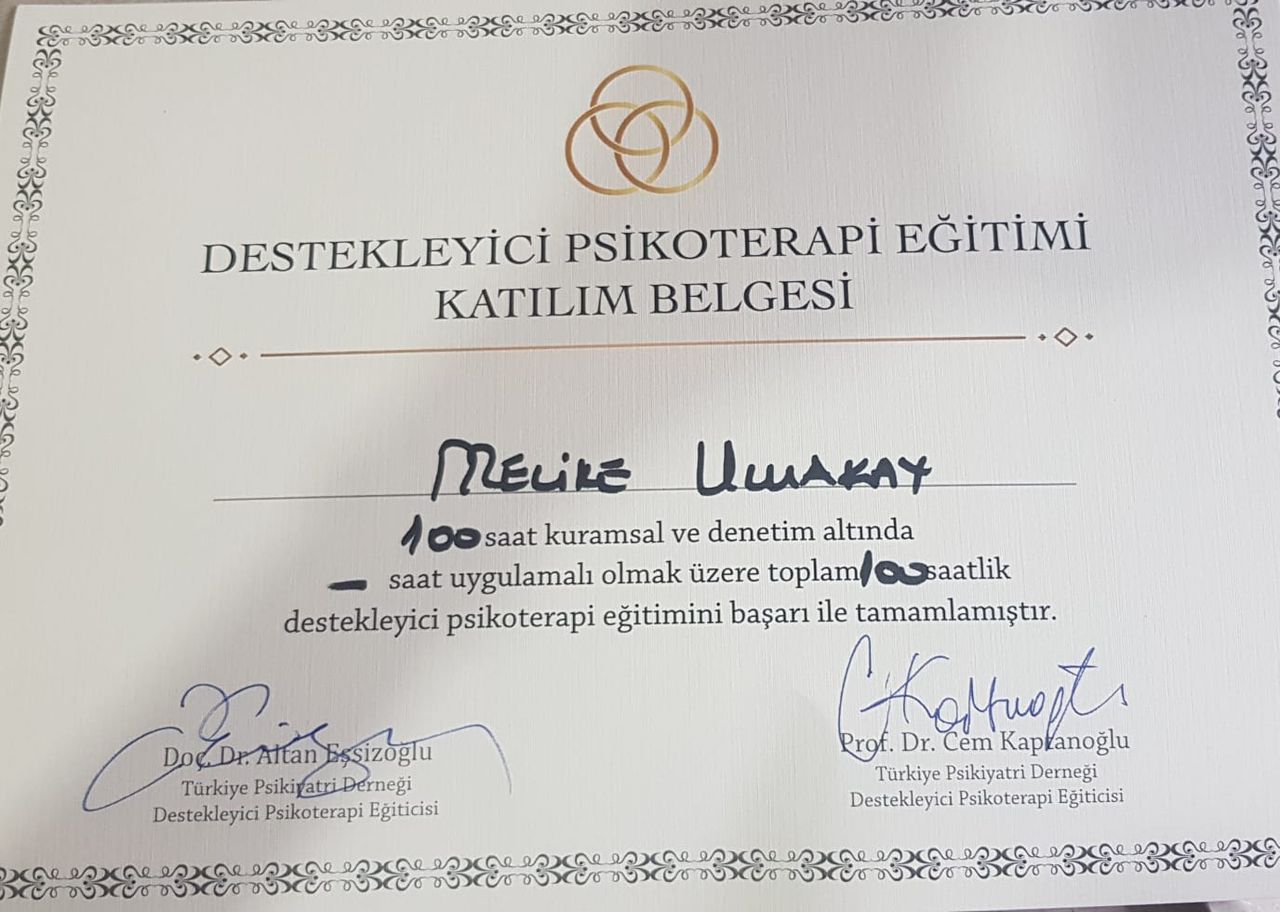 DESTEKLEYİCİ PSİKOTERAPİ EĞİTİMİ
KATILIM BELGESİ
MELİKE
100 saat kuramsal ve denetim altında
— saat uygulamalı olmak üzere toplam 100 saatlik
destekleyici psikoterapi eğitimini başarı ile tamamlamıştır.
Doç. Dr. Altan Eşsizoğlu
Türkiye Psikiyatri Derneği
Destekleyici Psikoterapi Eğiticisi
Prof. Dr. Cem Kaptanoğlu
Türkiye Psikiyatri Derneği
Destekleyici Psikoterapi Eğiticisi